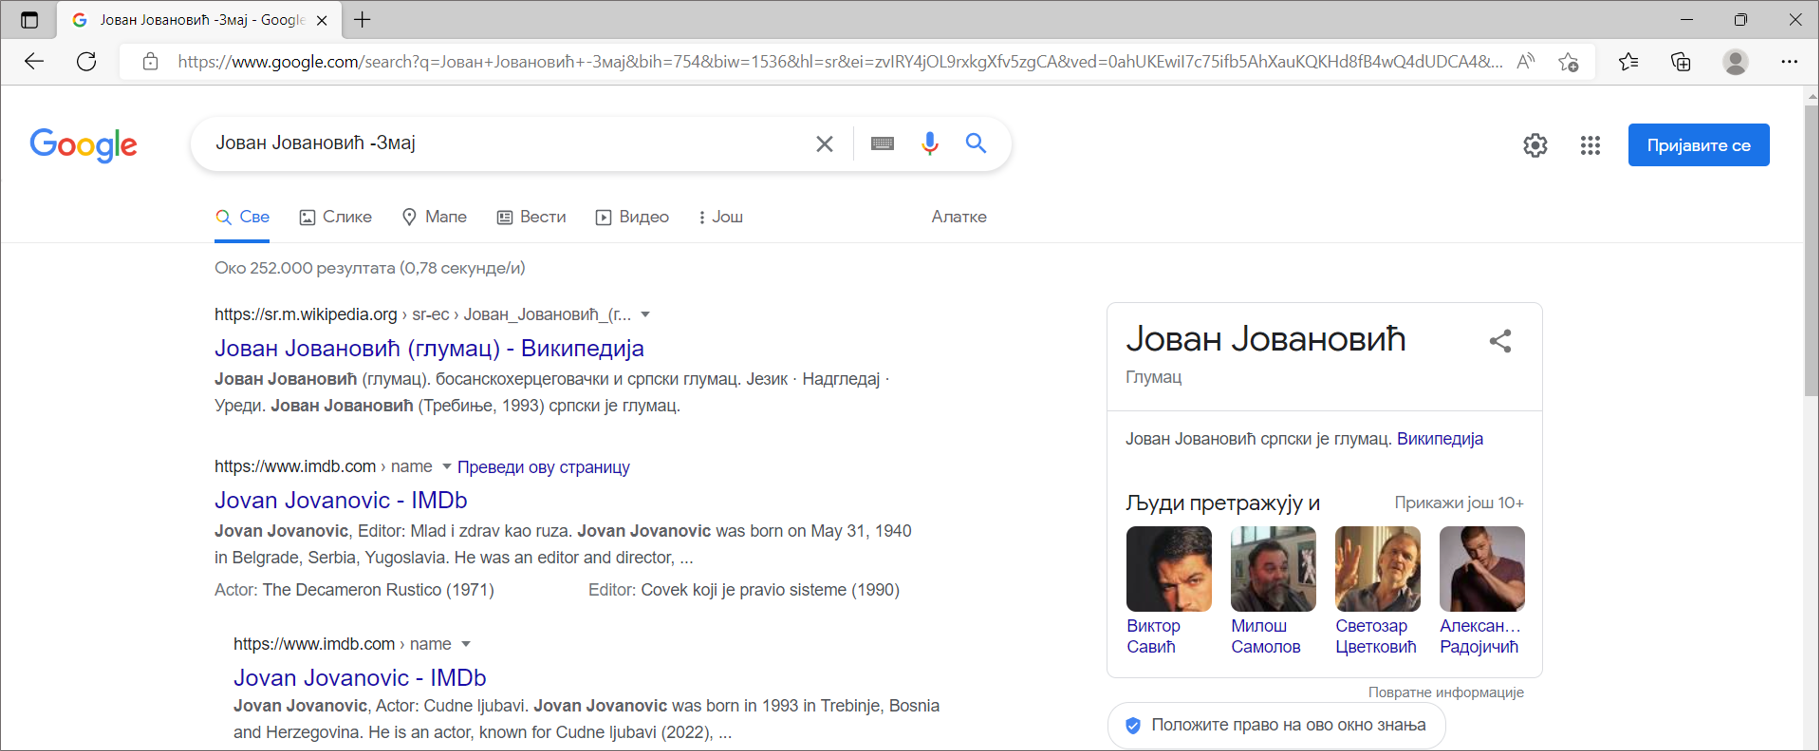 Јован Јовановић -Змај - Google
https://www.google.com/search?q=Јован+Јовановић+-Змај&bih=754&biw=1536&hl=sr&ei=zvIRY4jOL9rxkgXfv5zgCA&ved=0ahUKEwiI7c75ifb5AhXauKQKHd8fB4wQ4dUDCA4&...
Google
Јован Јовановић -Змај
Пријавите се
Све
Слике
Мапе
Вести
Видео
Још
Алатке
Око 252.000 резултата (0,78 секунде/и)
https://sr.m.wikipedia.org › sr-ec › Јован_Јовановић_(г...
Јован Јовановић (глумац) - Википедија
Јован Јовановић (глумац). босанскохерцеговачки и српски глумац. Језик · Надгледај ·
Уреди. Јован Јовановић (Требиње, 1993) српски је глумац.
https://www.imdb.com › name Преведи ову страницу
Jovan Jovanovic - IMDb
Jovan Jovanovic, Editor: Mlad i zdrav kao ruza. Jovan Jovanovic was born on May 31, 1940
in Belgrade, Serbia, Yugoslavia. He was an editor and director, ...
Actor: The Decameron Rustico (1971) Editor: Covek koji je pravio sisteme (1990)
https://www.imdb.com › name
Jovan Jovanovic - IMDb
Jovan Jovanovic, Actor: Cudne ljubavi. Jovan Jovanovic was born in 1993 in Trebinje, Bosnia
and Herzegovina. He is an actor, known for Cudne ljubavi (2022), ...
Јован Јовановић
Глумац
Јован Јовановић српски је глумац. Википедија
Људи претражују и
Прикажи још 10+
Виктор
Савић
Милош
Самолов
Светозар
Цветковић
Алексан...
Радојичић
Повратне информације
Положите право на ово окно знања